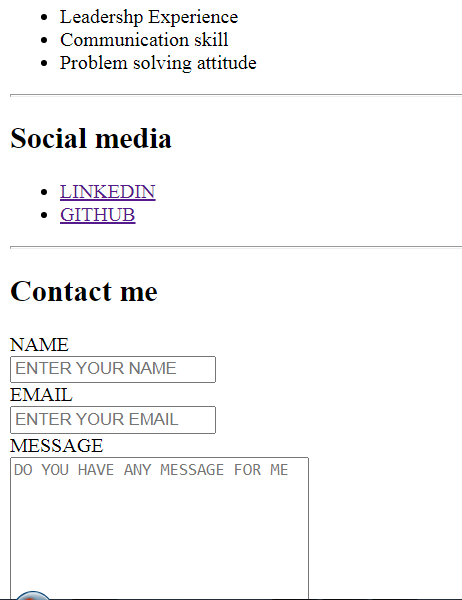 Leadershp Experience
Communication skill
Problem solving attitude
Social media
LINKEDIN
GITHUB
Contact me
NAME
ENTER YOUR NAME
EMAIL
ENTER YOUR EMAIL
MESSAGE
DO YOU HAVE ANY MESSAGE FOR ME